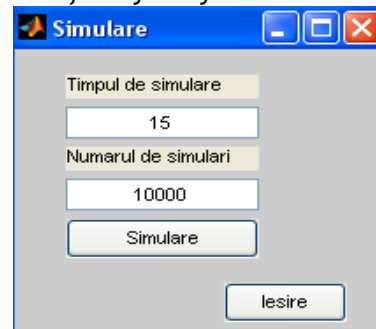 Simulare
Timpul de simulare
15
Numarul de simulari
10000
Simulare
Iesire